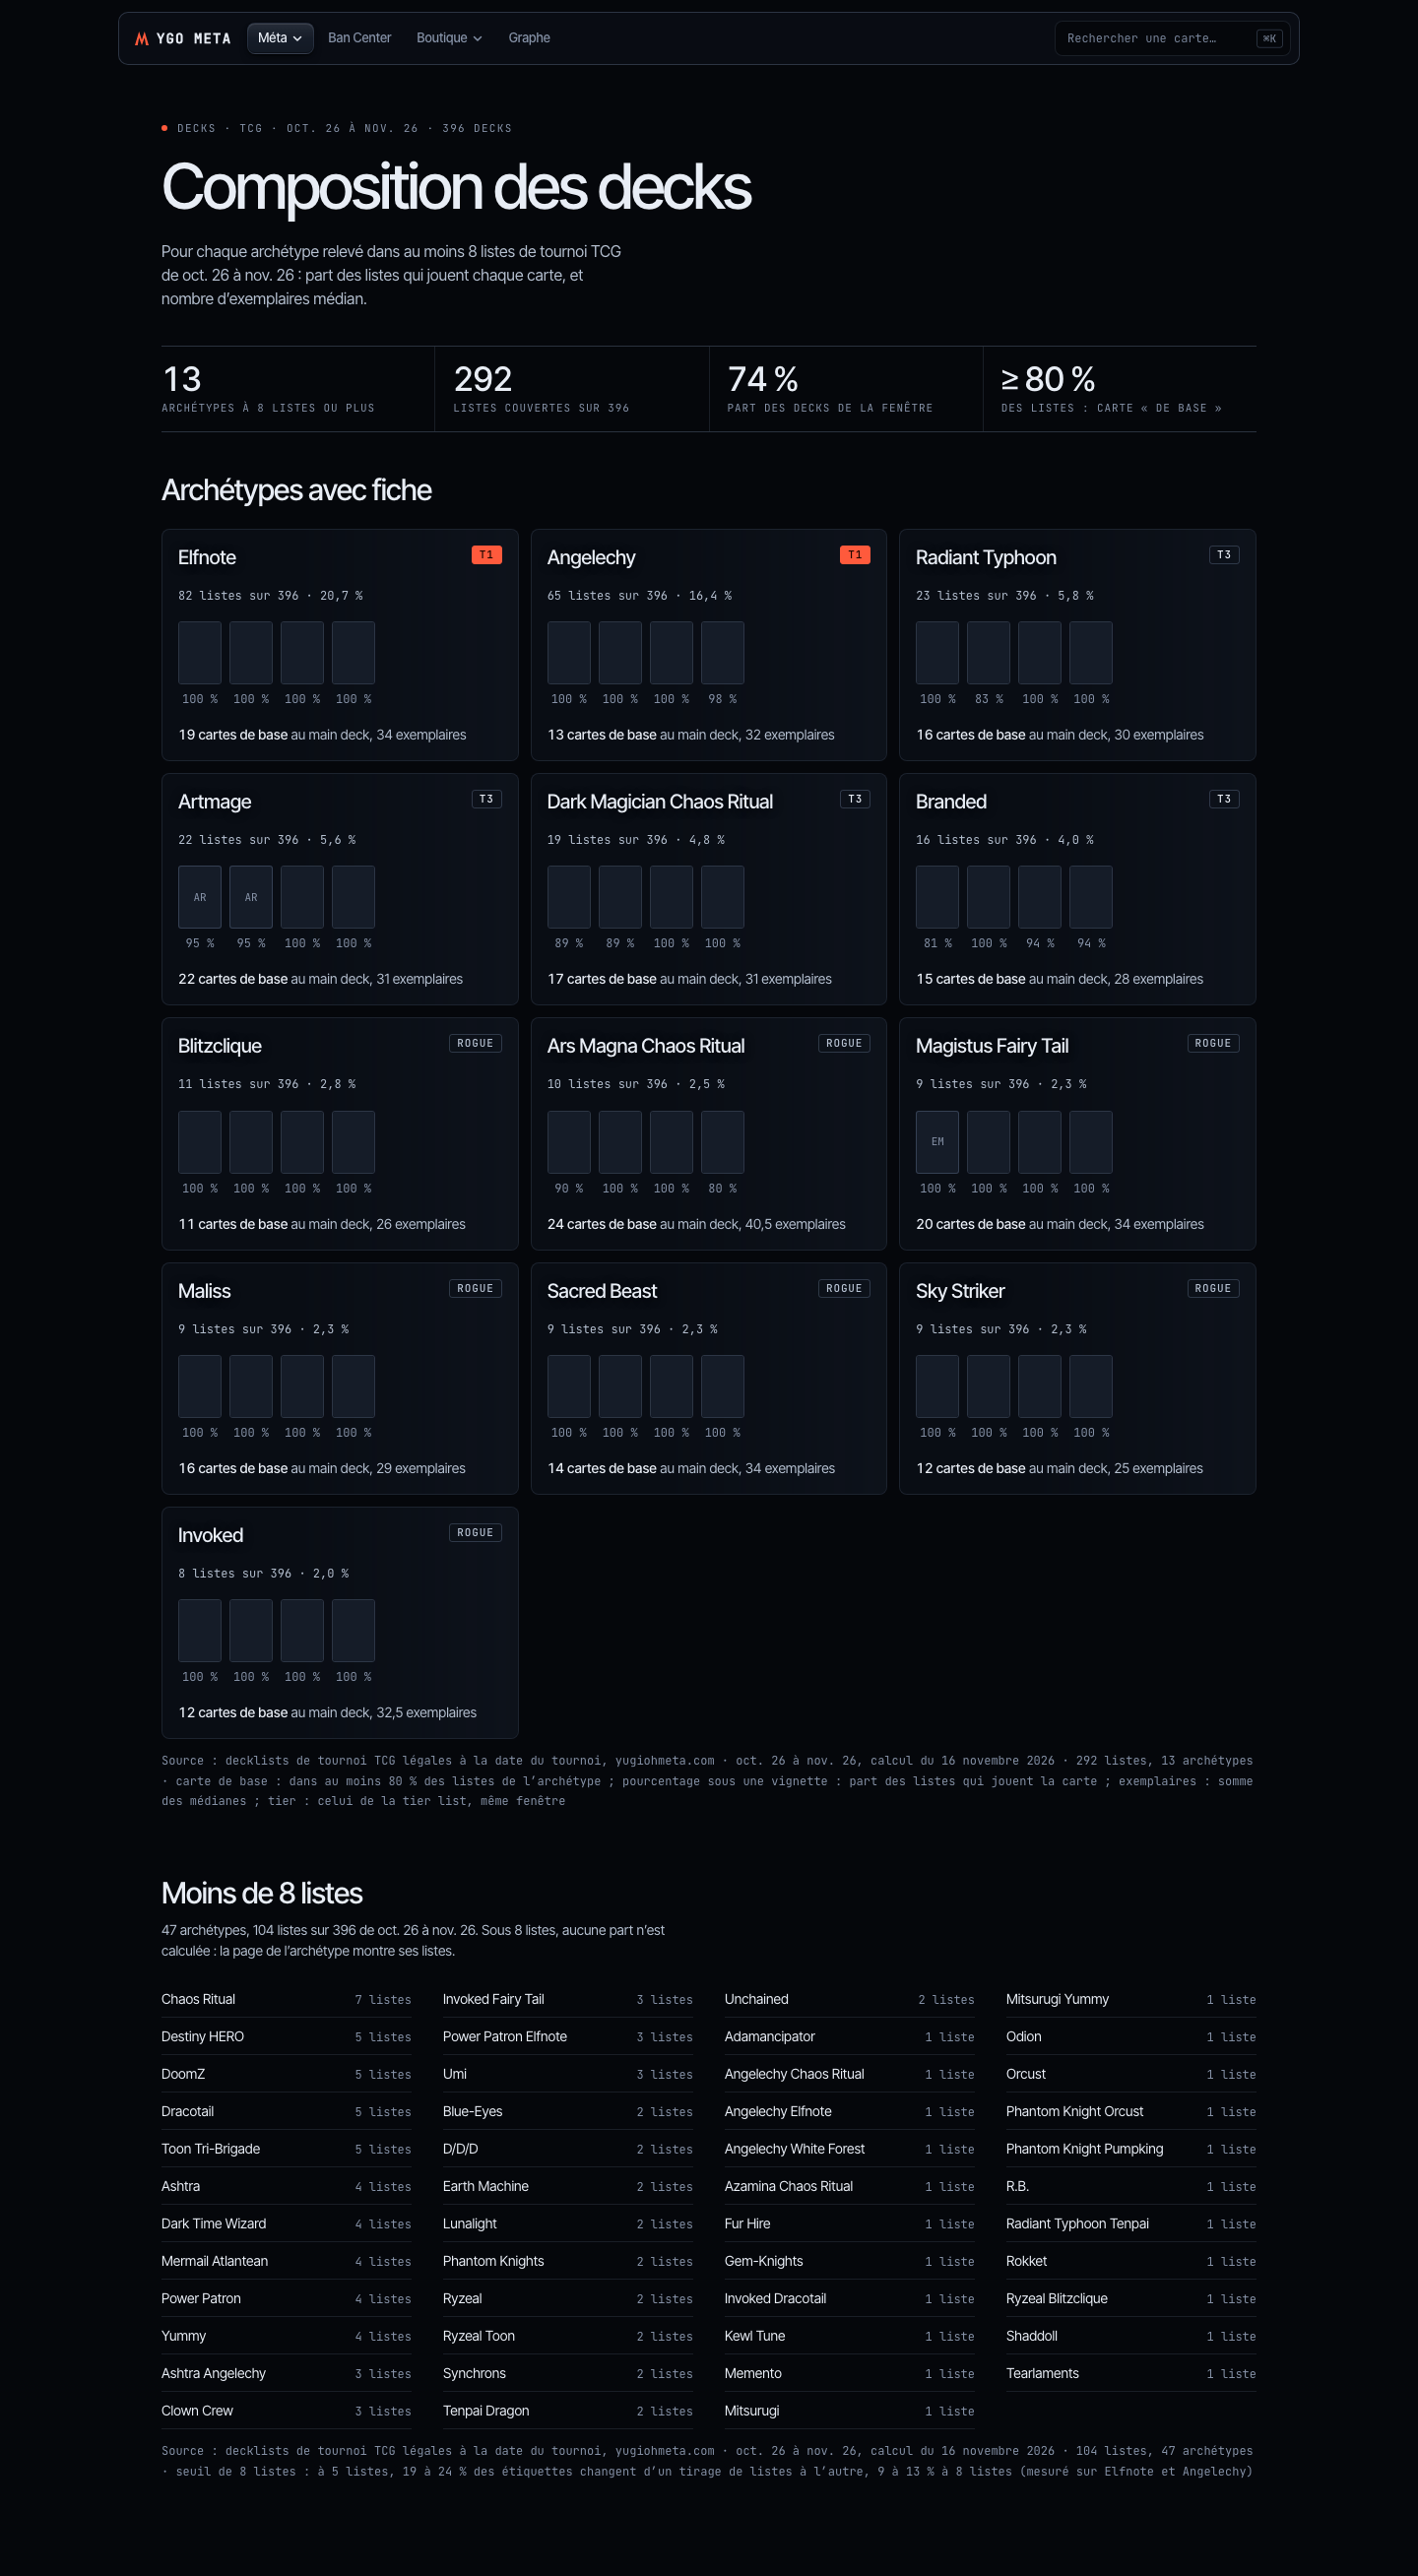 YGO META
Méta
Ban Center
Boutique
Graphe
Rechercher une carte…
⌘K
DECKS · TCG · OCT. 26 À NOV. 26 · 396 DECKS
Composition des decks
Pour chaque archétype relevé dans au moins 8 listes de tournoi TCG
de oct. 26 à nov. 26 : part des listes qui jouent chaque carte, et
nombre d’exemplaires médian.
13
ARCHÉTYPES À 8 LISTES OU PLUS
292
LISTES COUVERTES SUR 396
74 %
PART DES DECKS DE LA FENÊTRE
≥ 80 %
DES LISTES : CARTE « DE BASE »
Archétypes avec fiche
Elfnote
T1
82 listes sur 396 · 20,7 %
100 % 100 % 100 % 100 %
19 cartes de base au main deck, 34 exemplaires
Angelechy
T1
65 listes sur 396 · 16,4 %
100 % 100 % 100 % 98 %
13 cartes de base au main deck, 32 exemplaires
Radiant Typhoon
T3
23 listes sur 396 · 5,8 %
100 % 83 % 100 % 100 %
16 cartes de base au main deck, 30 exemplaires
Artmage
T3
22 listes sur 396 · 5,6 %
AR AR
95 % 95 % 100 % 100 %
22 cartes de base au main deck, 31 exemplaires
Dark Magician Chaos Ritual
T3
19 listes sur 396 · 4,8 %
89 % 89 % 100 % 100 %
17 cartes de base au main deck, 31 exemplaires
Branded
T3
16 listes sur 396 · 4,0 %
81 % 100 % 94 % 94 %
15 cartes de base au main deck, 28 exemplaires
Blitzclique
ROGUE
11 listes sur 396 · 2,8 %
100 % 100 % 100 % 100 %
11 cartes de base au main deck, 26 exemplaires
Ars Magna Chaos Ritual
ROGUE
10 listes sur 396 · 2,5 %
90 % 100 % 100 % 80 %
24 cartes de base au main deck, 40,5 exemplaires
Magistus Fairy Tail
ROGUE
9 listes sur 396 · 2,3 %
EM
100 % 100 % 100 % 100 %
20 cartes de base au main deck, 34 exemplaires
Maliss
ROGUE
9 listes sur 396 · 2,3 %
100 % 100 % 100 % 100 %
16 cartes de base au main deck, 29 exemplaires
Sacred Beast
ROGUE
9 listes sur 396 · 2,3 %
100 % 100 % 100 % 100 %
14 cartes de base au main deck, 34 exemplaires
Sky Striker
ROGUE
9 listes sur 396 · 2,3 %
100 % 100 % 100 % 100 %
12 cartes de base au main deck, 25 exemplaires
Invoked
ROGUE
8 listes sur 396 · 2,0 %
100 % 100 % 100 % 100 %
12 cartes de base au main deck, 32,5 exemplaires
Source : decklists de tournoi TCG légales à la date du tournoi, yugiohmeta.com · oct. 26 à nov. 26, calcul du 16 novembre 2026 · 292 listes, 13 archétypes
· carte de base : dans au moins 80 % des listes de l’archétype ; pourcentage sous une vignette : part des listes qui jouent la carte ; exemplaires : somme
des médianes ; tier : celui de la tier list, même fenêtre
Moins de 8 listes
47 archétypes, 104 listes sur 396 de oct. 26 à nov. 26. Sous 8 listes, aucune part n’est
calculée : la page de l’archétype montre ses listes.
Chaos Ritual 7 listes
Destiny HERO 5 listes
DoomZ 5 listes
Dracotail 5 listes
Toon Tri-Brigade 5 listes
Ashtra 4 listes
Dark Time Wizard 4 listes
Mermail Atlantean 4 listes
Power Patron 4 listes
Yummy 4 listes
Ashtra Angelechy 3 listes
Clown Crew 3 listes
Invoked Fairy Tail 3 listes
Power Patron Elfnote 3 listes
Umi 3 listes
Blue-Eyes 2 listes
D/D/D 2 listes
Earth Machine 2 listes
Lunalight 2 listes
Phantom Knights 2 listes
Ryzeal 2 listes
Ryzeal Toon 2 listes
Synchrons 2 listes
Tenpai Dragon 2 listes
Unchained 2 listes
Adamancipator 1 liste
Angelechy Chaos Ritual 1 liste
Angelechy Elfnote 1 liste
Angelechy White Forest 1 liste
Azamina Chaos Ritual 1 liste
Fur Hire 1 liste
Gem-Knights 1 liste
Invoked Dracotail 1 liste
Kewl Tune 1 liste
Memento 1 liste
Mitsurugi 1 liste
Mitsurugi Yummy 1 liste
Odion 1 liste
Orcust 1 liste
Phantom Knight Orcust 1 liste
Phantom Knight Pumpking 1 liste
R.B. 1 liste
Radiant Typhoon Tenpai 1 liste
Rokket 1 liste
Ryzeal Blitzclique 1 liste
Shaddoll 1 liste
Tearlaments 1 liste
Source : decklists de tournoi TCG légales à la date du tournoi, yugiohmeta.com · oct. 26 à nov. 26, calcul du 16 novembre 2026 · 104 listes, 47 archétypes
· seuil de 8 listes : à 5 listes, 19 à 24 % des étiquettes changent d’un tirage de listes à l’autre, 9 à 13 % à 8 listes (mesuré sur Elfnote et Angelechy)